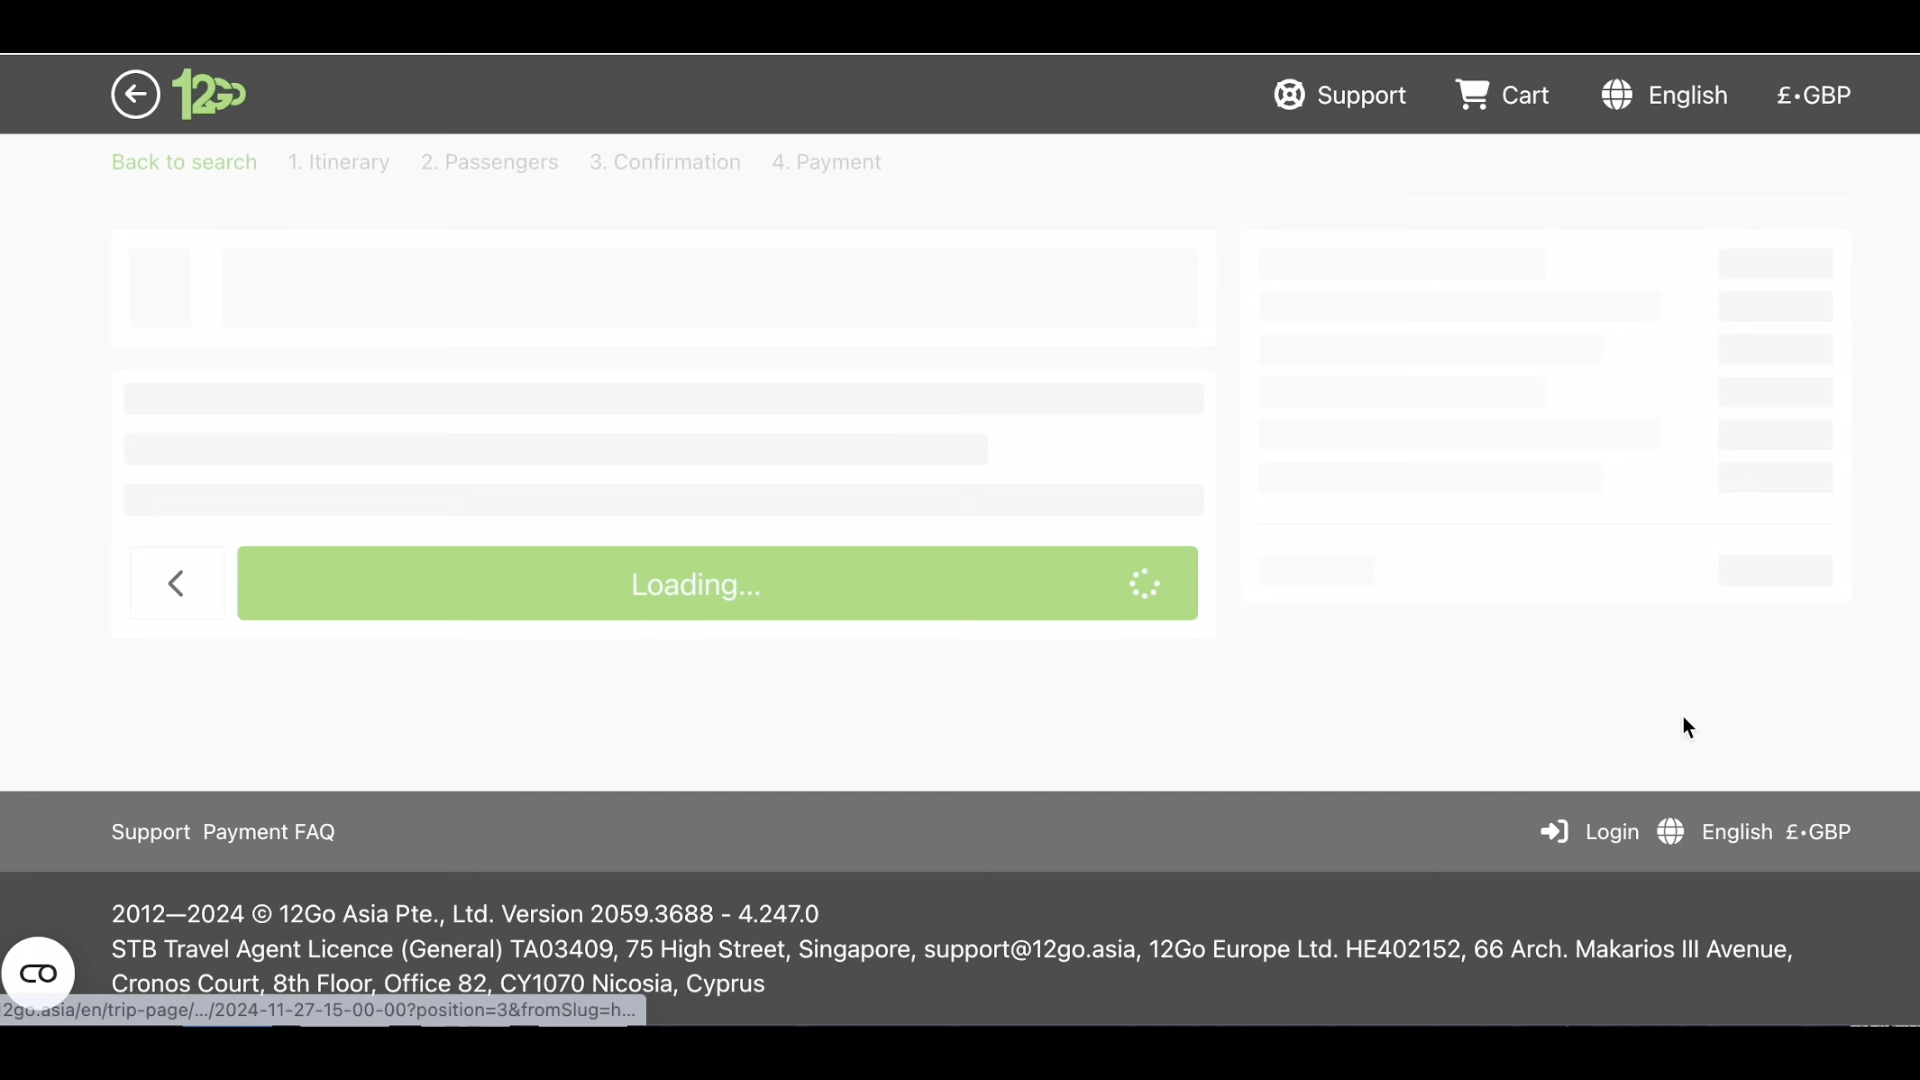 12GO
Support
Cart
English
£•GBP
Back to search
1. Itinerary
2. Passengers
3. Confirmation
4. Payment
Loading...
Support Payment FAQ
Login
English £•GBP
2012—2024 © 12Go Asia Pte., Ltd. Version 2059.3688 - 4.247.0
STB Travel Agent Licence (General) TA03409, 75 High Street, Singapore, support@12go.asia, 12Go Europe Ltd. HE402152, 66 Arch. Makarios III Avenue,
Cronos Court, 8th Floor, Office 82, CY1070 Nicosia, Cyprus
12go.asia/en/trip-page/.../2024-11-27-15-00-00?position=3&fromSlug=h...